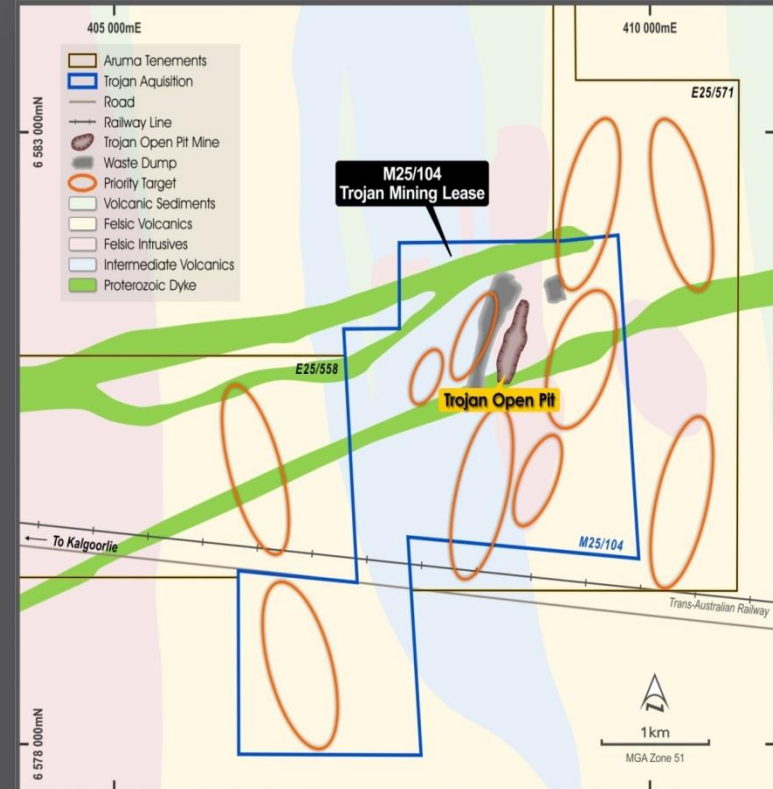 405 000mE
410 000mE
6 583 000mN
Aruma Tenements
Trojan Aquisition
Road
Railway Line
Trojan Open Pit Mine
Waste Dump
Priority Target
Volcanic Sediments
Felsic Volcanics
Felsic Intrusives
Intermediate Volcanics
Proterozoic Dyke
E25/571
M25/104
Trojan Mining Lease
E25/558
Trojan Open Pit
To Kalgoorlie
M25/104
Trans-Australian Railway
6 578 000mN
N
1km
MGA Zone 51